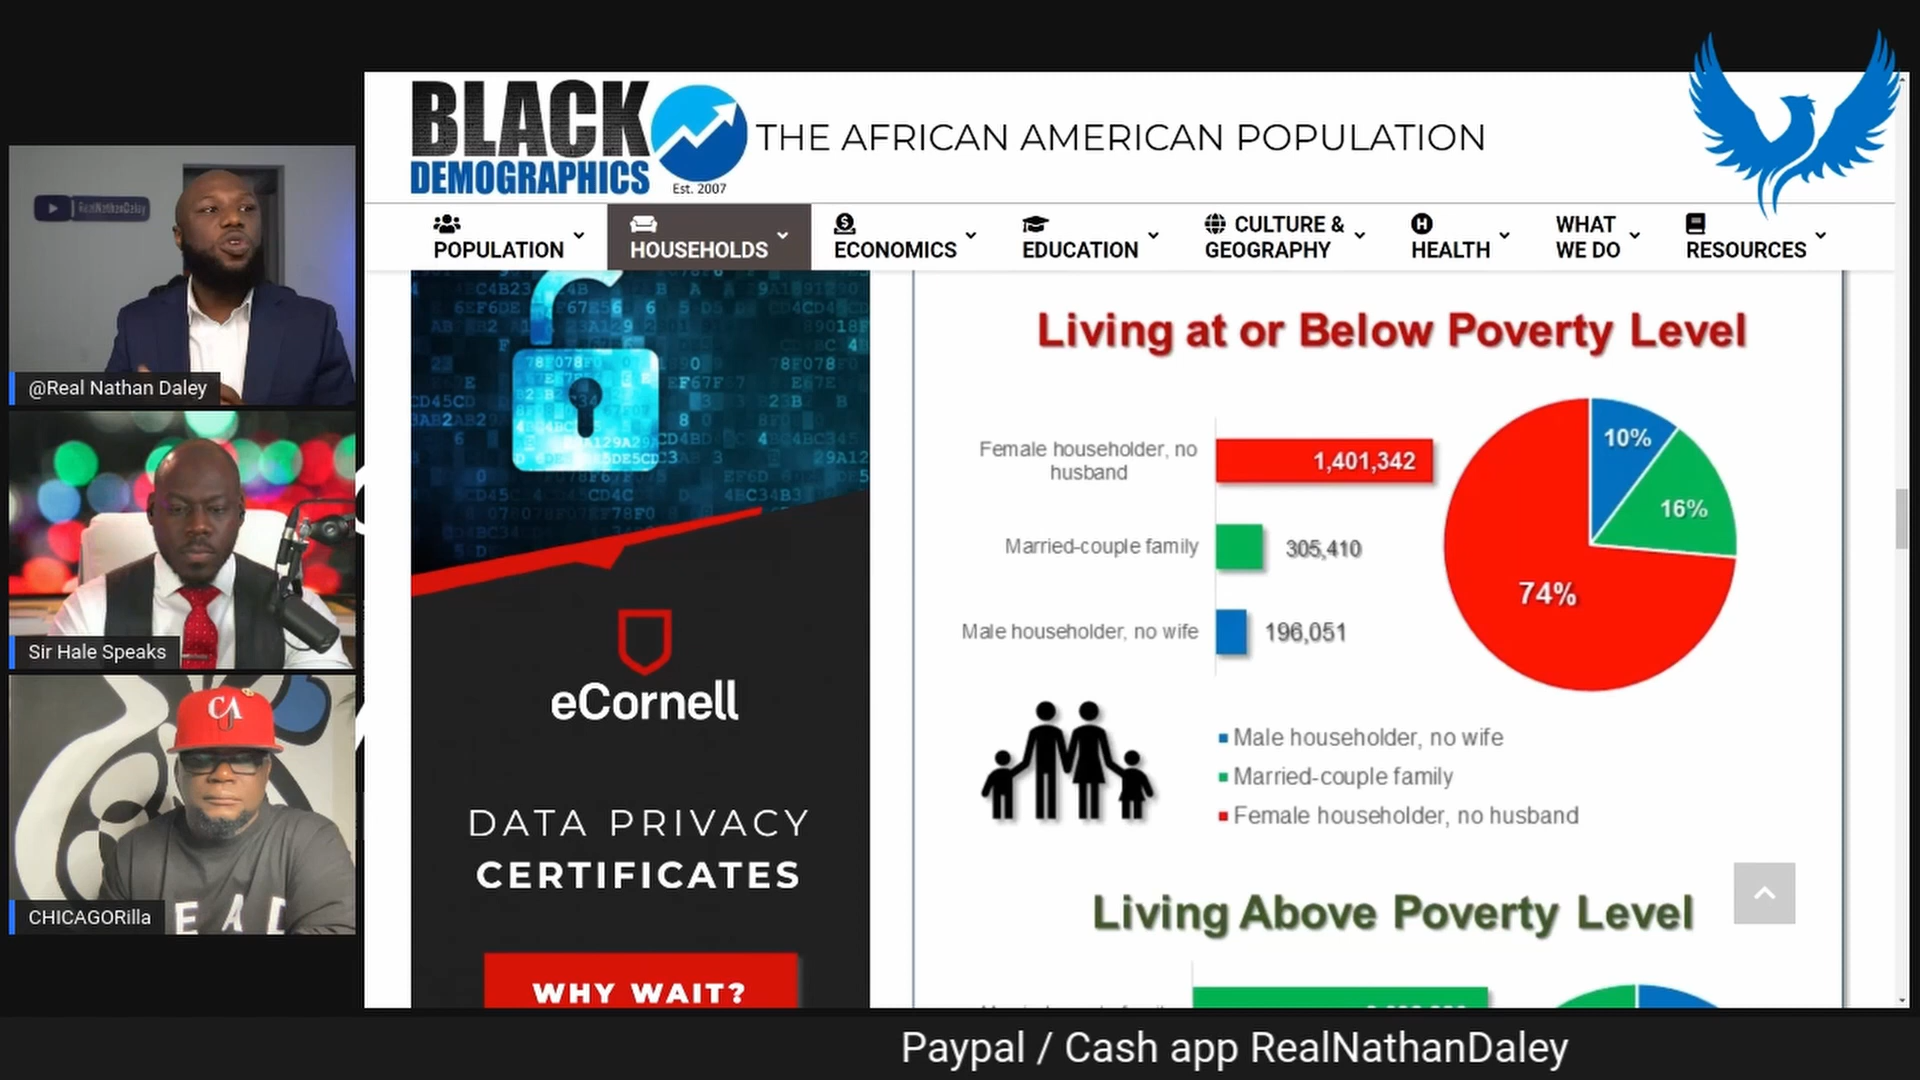 BLACK
DEMOGRAPHICS
Est. 2007
THE AFRICAN AMERICAN POPULATION
POPULATION
HOUSEHOLDS
ECONOMICS
EDUCATION
CULTURE &
GEOGRAPHY
HEALTH
WHAT
WE DO
RESOURCES
RealNathanDaley
@Real Nathan Daley
Sir Hale Speaks
CHICAGORilla
eCornell
DATA PRIVACY
CERTIFICATES
WHY WAIT?
Living at or Below Poverty Level
Female householder, no
husband
1,401,342
Married-couple family
305,410
Male householder, no wife
196,051
10%
16%
74%
Male householder, no wife
Married-couple family
Female householder, no husband
Living Above Poverty Level
Paypal / Cash app RealNathanDaley